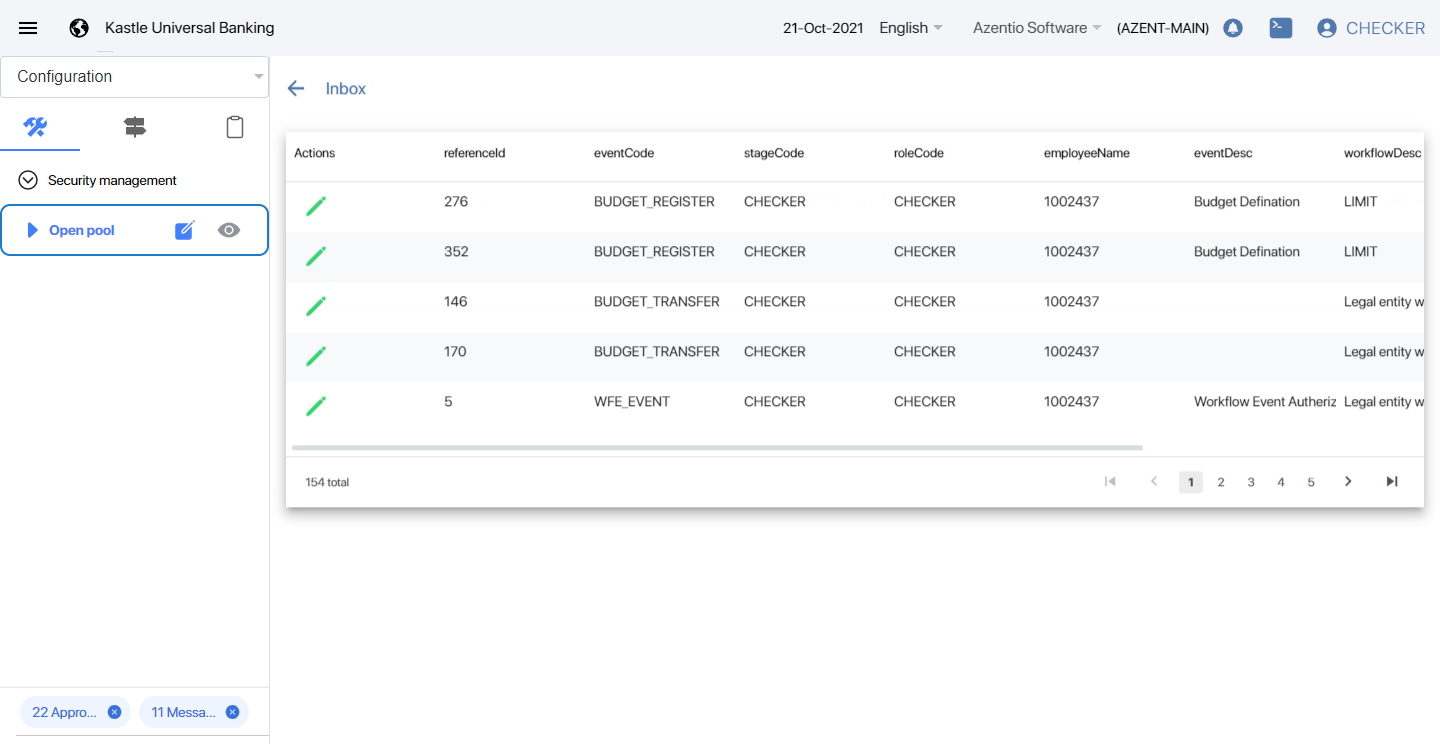 Kastle Universal Banking 21-Oct-2021 English Azentio Software (AZENT-MAIN) CHECKER
Configuration
Inbox
Security management
Open pool
Actions referenceId eventCode stageCode roleCode employeeName eventDesc workflowDesc
276 BUDGET_REGISTER CHECKER CHECKER 1002437 Budget Defination LIMIT
352 BUDGET_REGISTER CHECKER CHECKER 1002437 Budget Defination LIMIT
146 BUDGET_TRANSFER CHECKER CHECKER 1002437 Legal entity w
170 BUDGET_TRANSFER CHECKER CHECKER 1002437 Legal entity w
5 WFE_EVENT CHECKER CHECKER 1002437 Workflow Event Autheriz Legal entity w
154 total 1 2 3 4 5
22 Appro... 11 Messa...